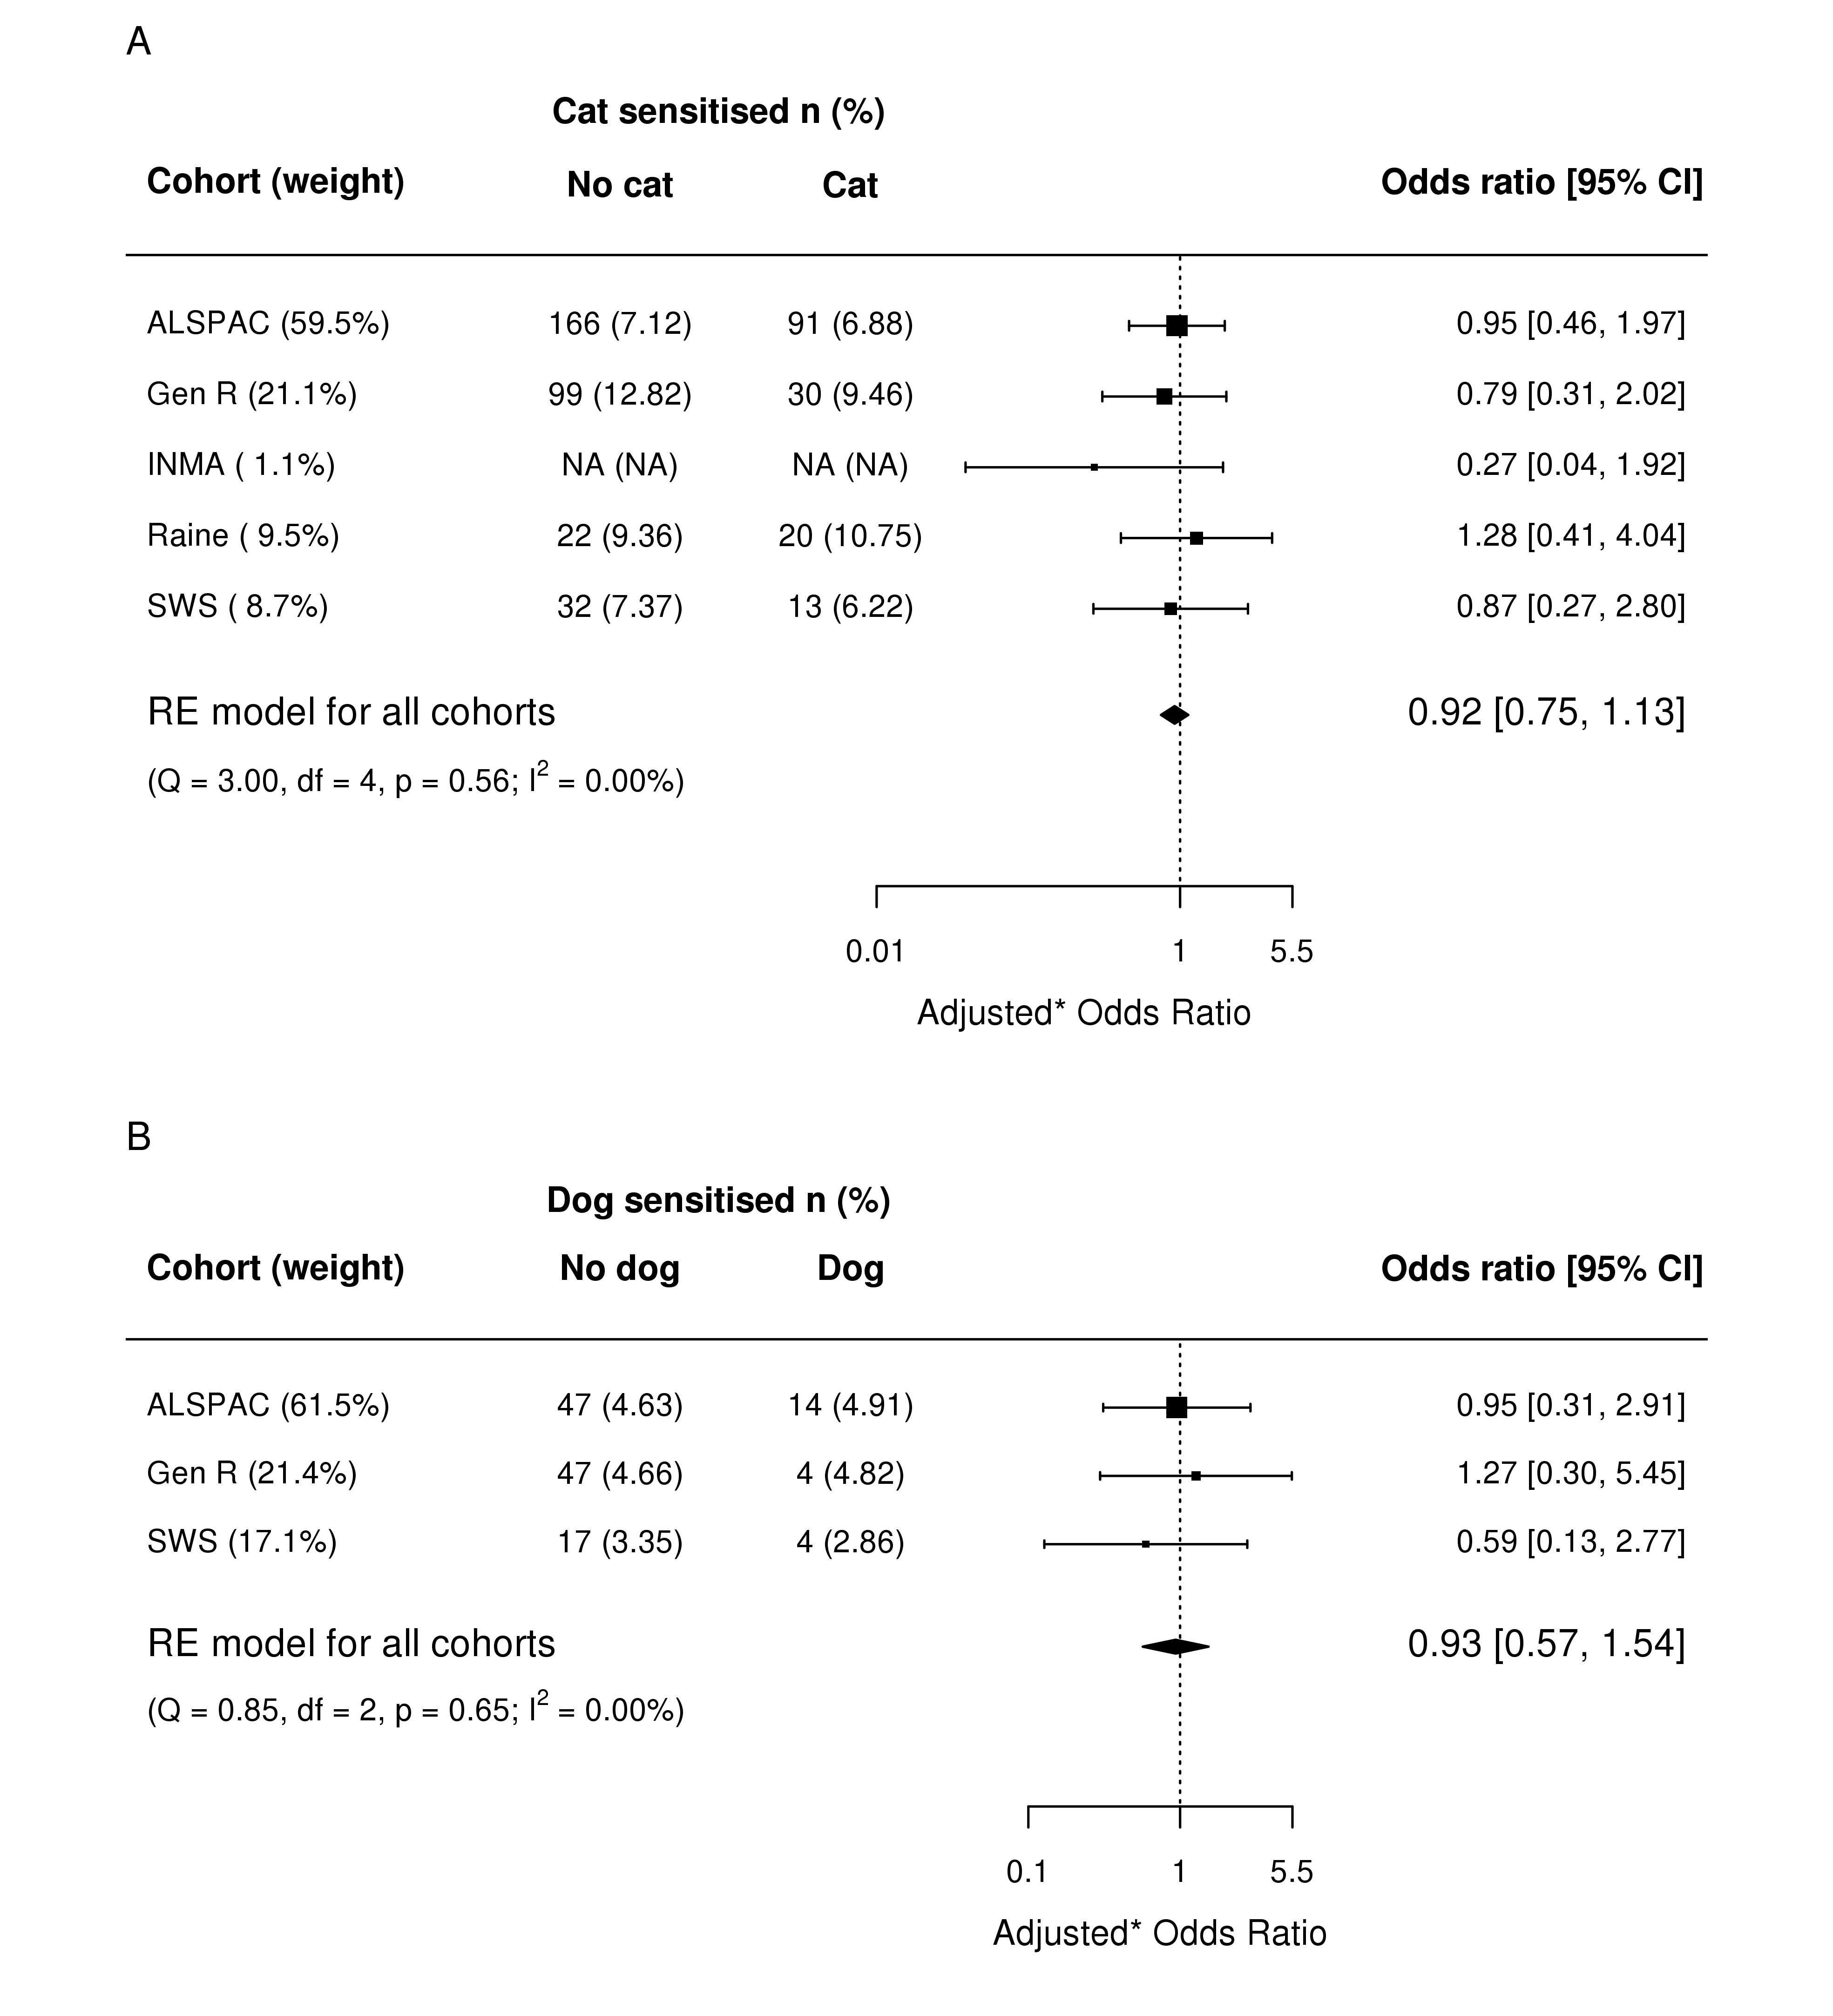 A
Cat sensitised n (%)
Cohort (weight) No cat Cat Odds ratio [95% CI]
ALSPAC (59.5%) 166 (7.12) 91 (6.88) 0.95 [0.46, 1.97]
Gen R (21.1%) 99 (12.82) 30 (9.46) 0.79 [0.31, 2.02]
INMA ( 1.1%) NA (NA) NA (NA) 0.27 [0.04, 1.92]
Raine ( 9.5%) 22 (9.36) 20 (10.75) 1.28 [0.41, 4.04]
SWS ( 8.7%) 32 (7.37) 13 (6.22) 0.87 [0.27, 2.80]
RE model for all cohorts 0.92 [0.75, 1.13]
(Q = 3.00, df = 4, p = 0.56; I² = 0.00%)
0.01 1 5.5
Adjusted* Odds Ratio
B
Dog sensitised n (%)
Cohort (weight) No dog Dog Odds ratio [95% CI]
ALSPAC (61.5%) 47 (4.63) 14 (4.91) 0.95 [0.31, 2.91]
Gen R (21.4%) 47 (4.66) 4 (4.82) 1.27 [0.30, 5.45]
SWS (17.1%) 17 (3.35) 4 (2.86) 0.59 [0.13, 2.77]
RE model for all cohorts 0.93 [0.57, 1.54]
(Q = 0.85, df = 2, p = 0.65; I² = 0.00%)
0.1 1 5.5
Adjusted* Odds Ratio